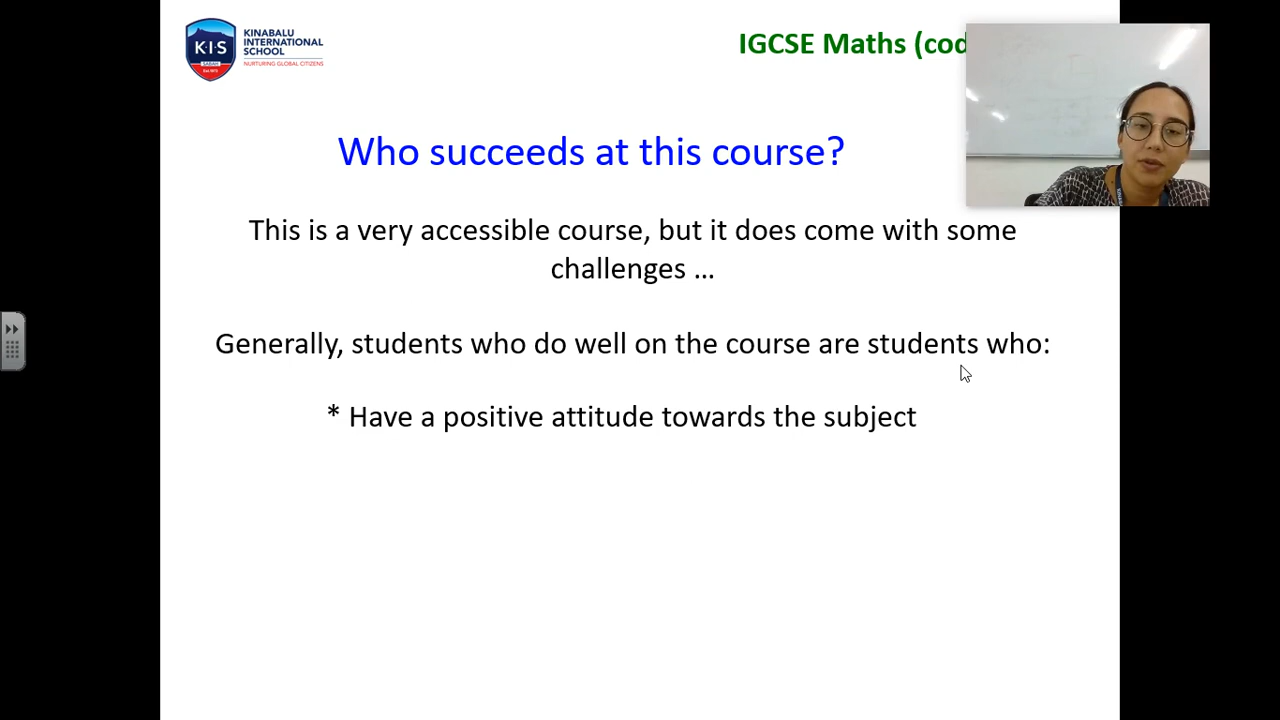 K·I·S
SABAH
KINABALU
INTERNATIONAL
SCHOOL
NURTURING GLOBAL CITIZENS
IGCSE Maths (cod
Who succeeds at this course?
This is a very accessible course, but it does come with some
challenges …
Generally, students who do well on the course are students who:
* Have a positive attitude towards the subject